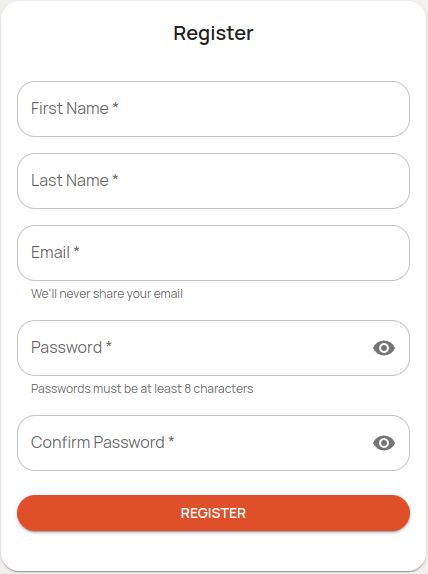 Register
First Name *
Last Name *
Email *
We'll never share your email
Password *
Passwords must be at least 8 characters
Confirm Password *
REGISTER